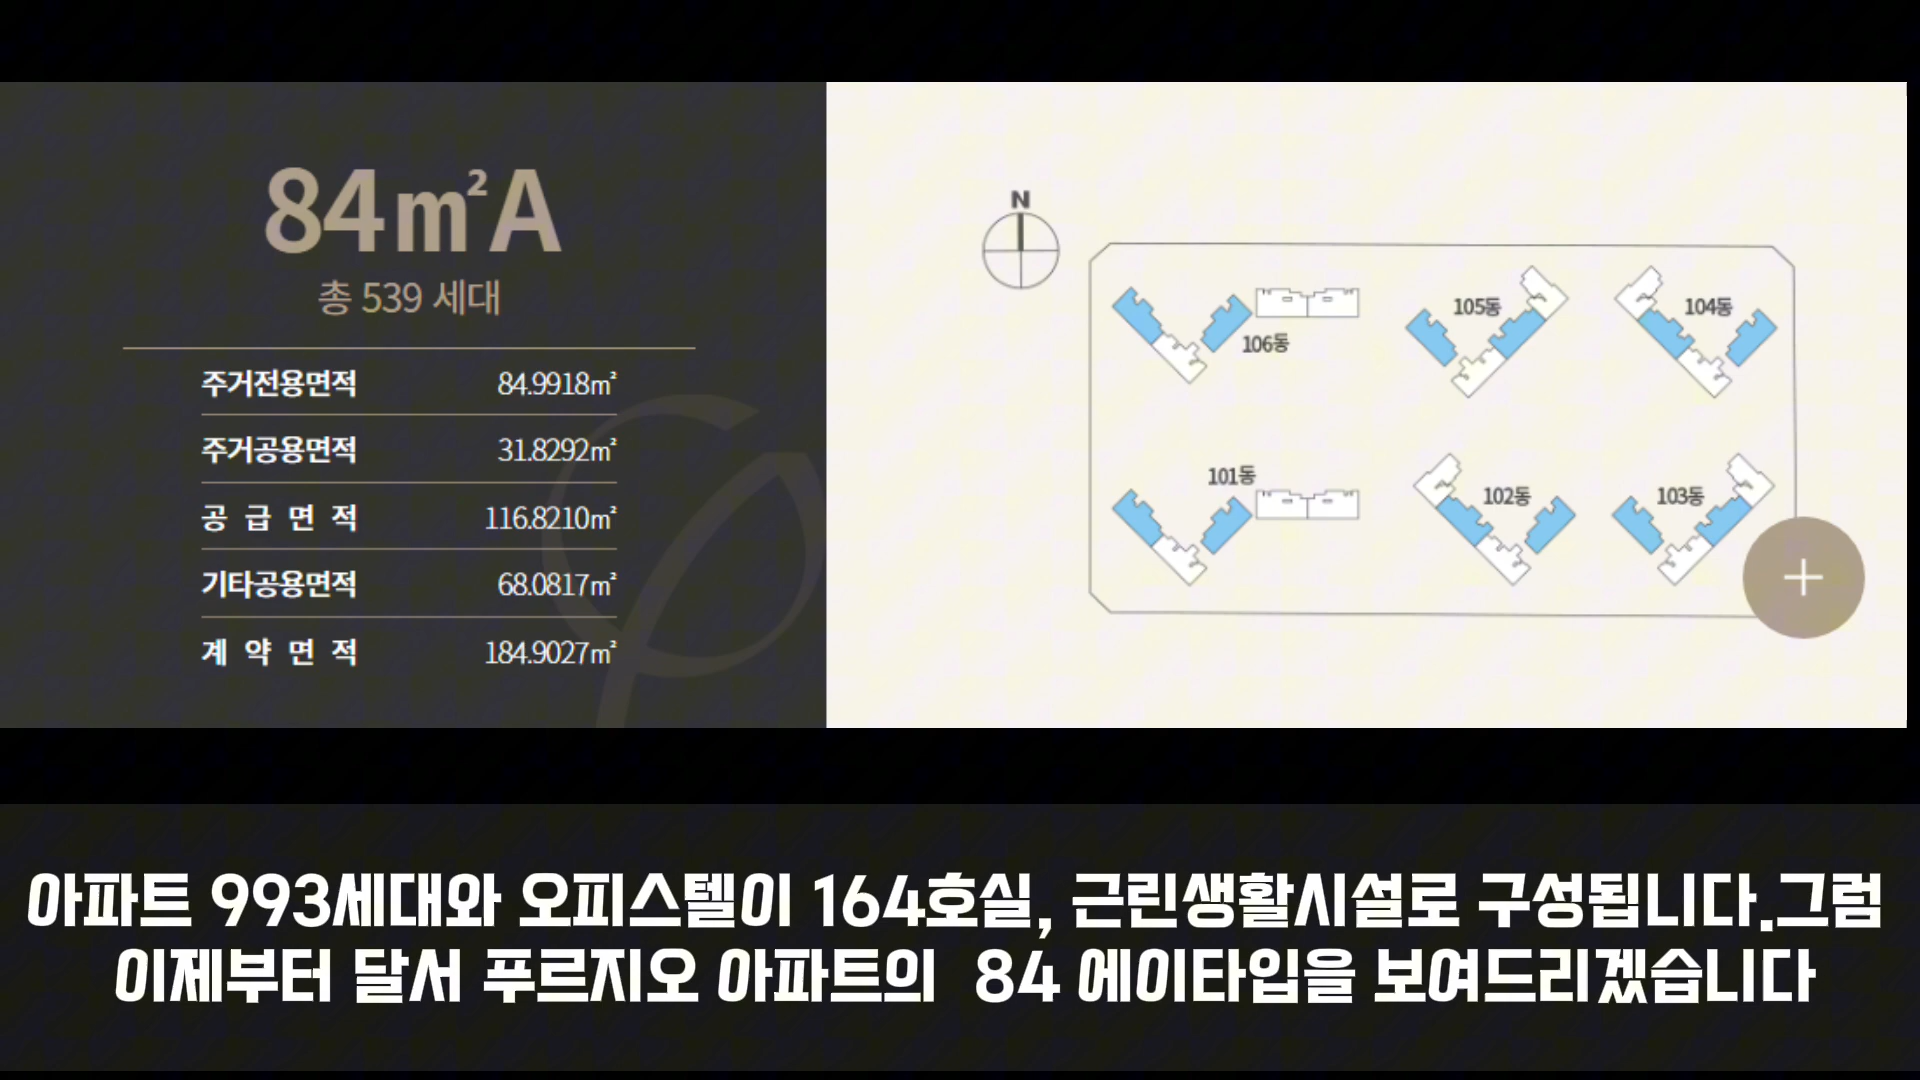 84㎡A
총 539 세대
주거전용면적 84.9918㎡
주거공용면적 31.8292㎡
공 급 면 적 116.8210㎡
기타공용면적 68.0817㎡
계 약 면 적 184.9027㎡
N
105동
104동
106동
101동
102동
103동
아파트 993세대와 오피스텔이 164호실, 근린생활시설로 구성됩니다.그럼
이제부터 달서 푸르지오 아파트의 84 에이타입을 보여드리겠습니다